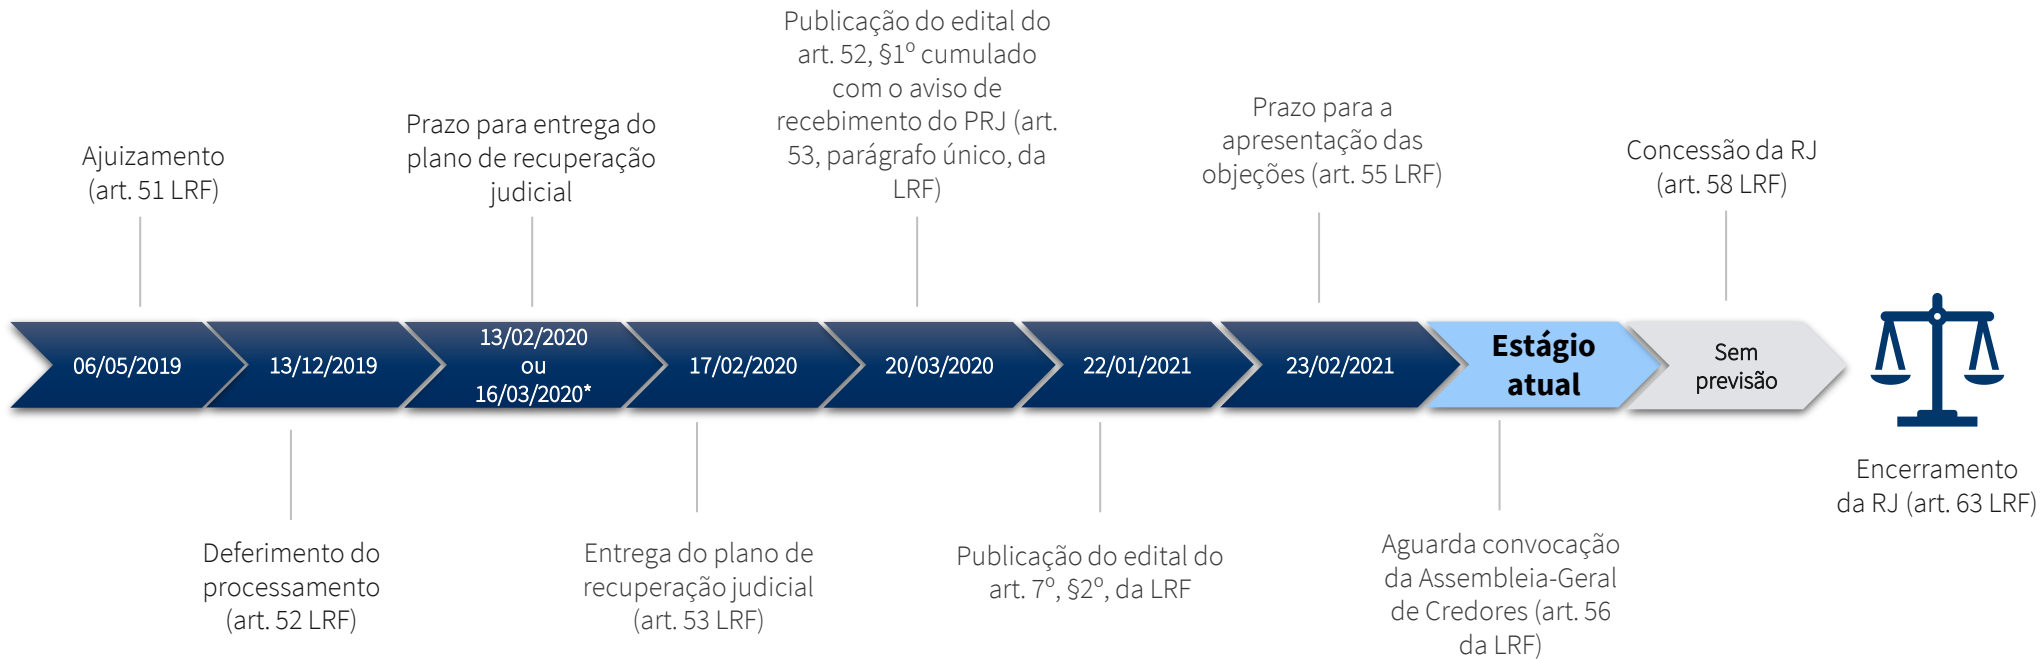 Ajuizamento
(art. 51 LRF)
06/05/2019
13/12/2019
Deferimento do
processamento
(art. 52 LRF)
Prazo para entrega do
plano de recuperação
judicial
13/02/2020
ou
16/03/2020*
17/02/2020
Entrega do plano de
recuperação judicial
(art. 53 LRF)
Publicação do edital do
art. 52, §1º cumulado
com o aviso de
recebimento do PRJ (art.
53, parágrafo único, da
LRF)
20/03/2020
22/01/2021
Publicação do edital do
art. 7º, §2º, da LRF
Prazo para a
apresentação das
objeções (art. 55 LRF)
23/02/2021
Estágio
atual
Aguarda convocação
da Assembleia-Geral
de Credores (art. 56
da LRF)
Concessão da RJ
(art. 58 LRF)
Sem
previsão
Encerramento
da RJ (art. 63 LRF)